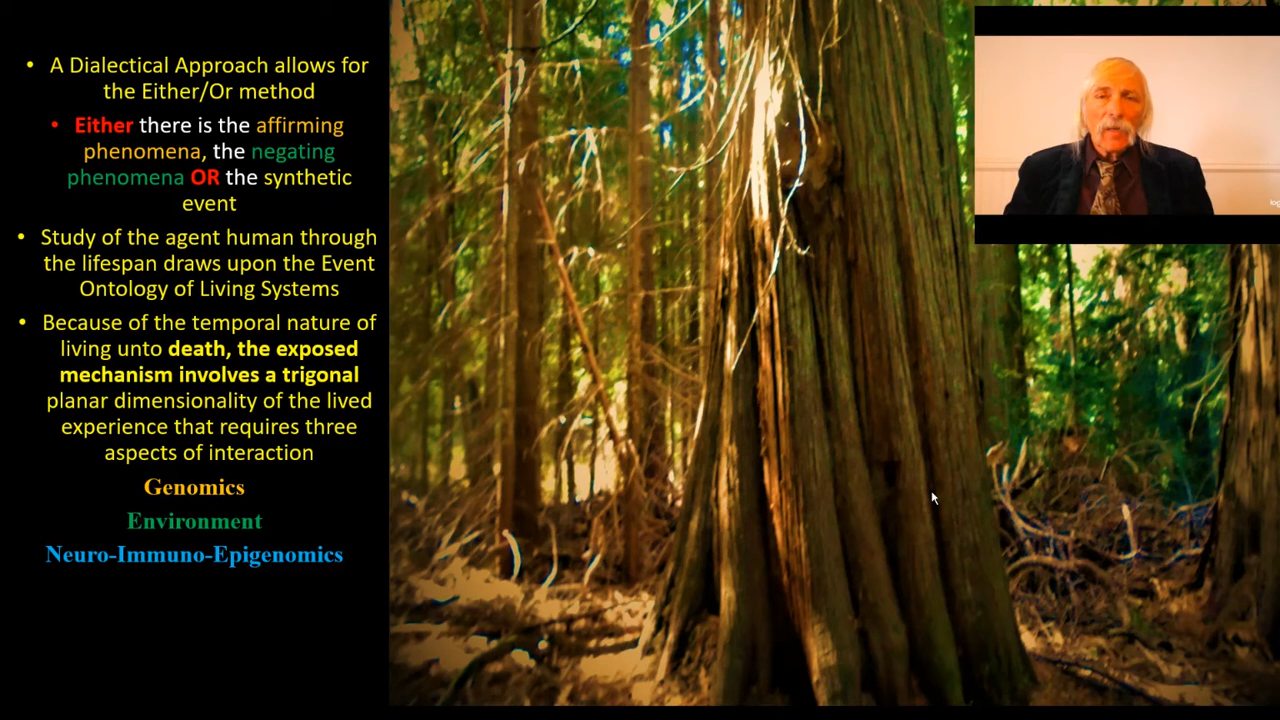 • A Dialectical Approach allows for
the Either/Or method
• Either there is the affirming
phenomena, the negating
phenomena OR the synthetic
event
• Study of the agent human through
the lifespan draws upon the Event
Ontology of Living Systems
• Because of the temporal nature of
living unto death, the exposed
mechanism involves a trigonal
planar dimensionality of the lived
experience that requires three
aspects of interaction
Genomics
Environment
Neuro-Immuno-Epigenomics